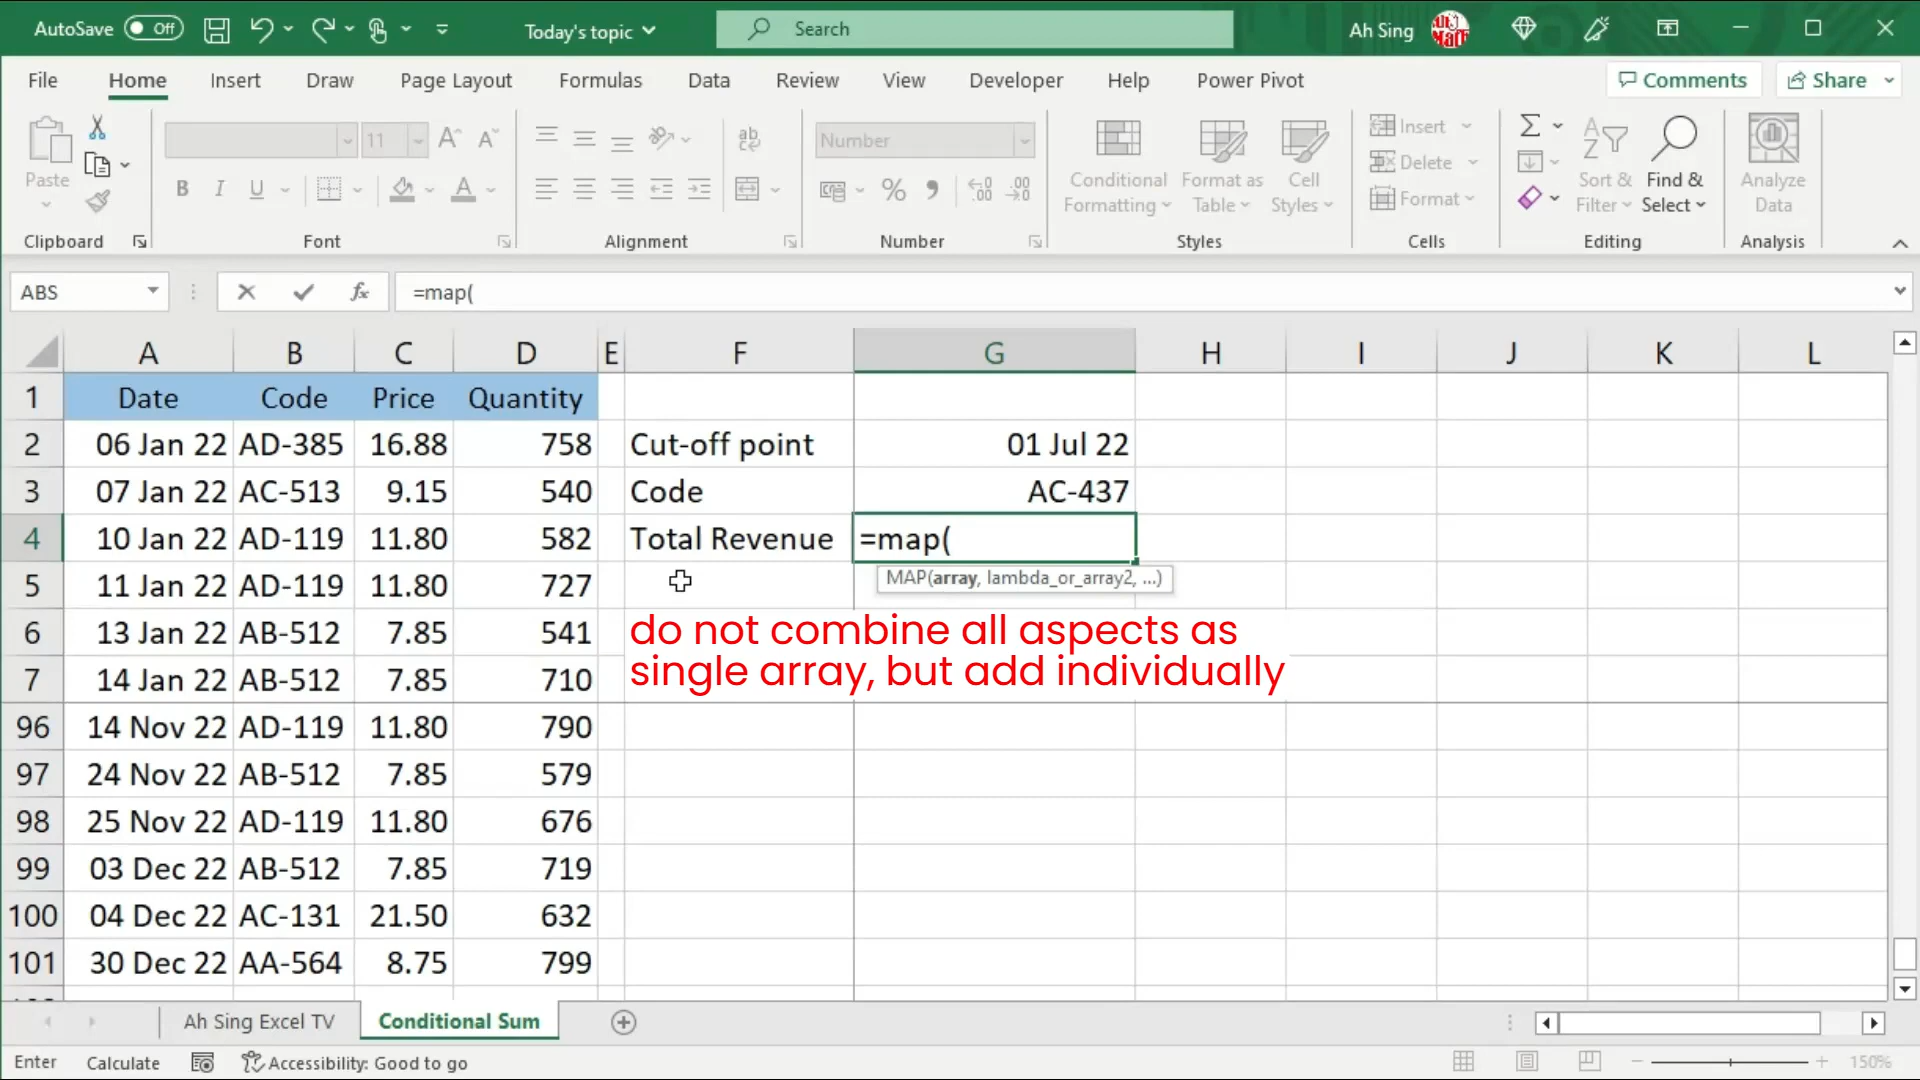 AutoSave Off Today's topic Search Ah Sing
File Home Insert Draw Page Layout Formulas Data Review View Developer Help Power Pivot Comments Share
Paste 11 Number Conditional Formatting Format as Table Cell Styles Insert Delete Format Sort & Filter Find & Select Analyze Data
Clipboard Font Alignment Number Styles Cells Editing Analysis
ABS =map(
A B C D E F G H I J K L
1 Date Code Price Quantity
2 06 Jan 22 AD-385 16.88 758 Cut-off point 01 Jul 22
3 07 Jan 22 AC-513 9.15 540 Code AC-437
4 10 Jan 22 AD-119 11.80 582 Total Revenue =map(
5 11 Jan 22 AD-119 11.80 727 MAP(array, lambda_or_array2, ...)
6 13 Jan 22 AB-512 7.85 541 do not combine all aspects as
7 14 Jan 22 AB-512 7.85 710 single array, but add individually
96 14 Nov 22 AD-119 11.80 790
97 24 Nov 22 AB-512 7.85 579
98 25 Nov 22 AD-119 11.80 676
99 03 Dec 22 AB-512 7.85 719
100 04 Dec 22 AC-131 21.50 632
101 30 Dec 22 AA-564 8.75 799
Ah Sing Excel TV Conditional Sum
Enter Calculate Accessibility: Good to go 150%